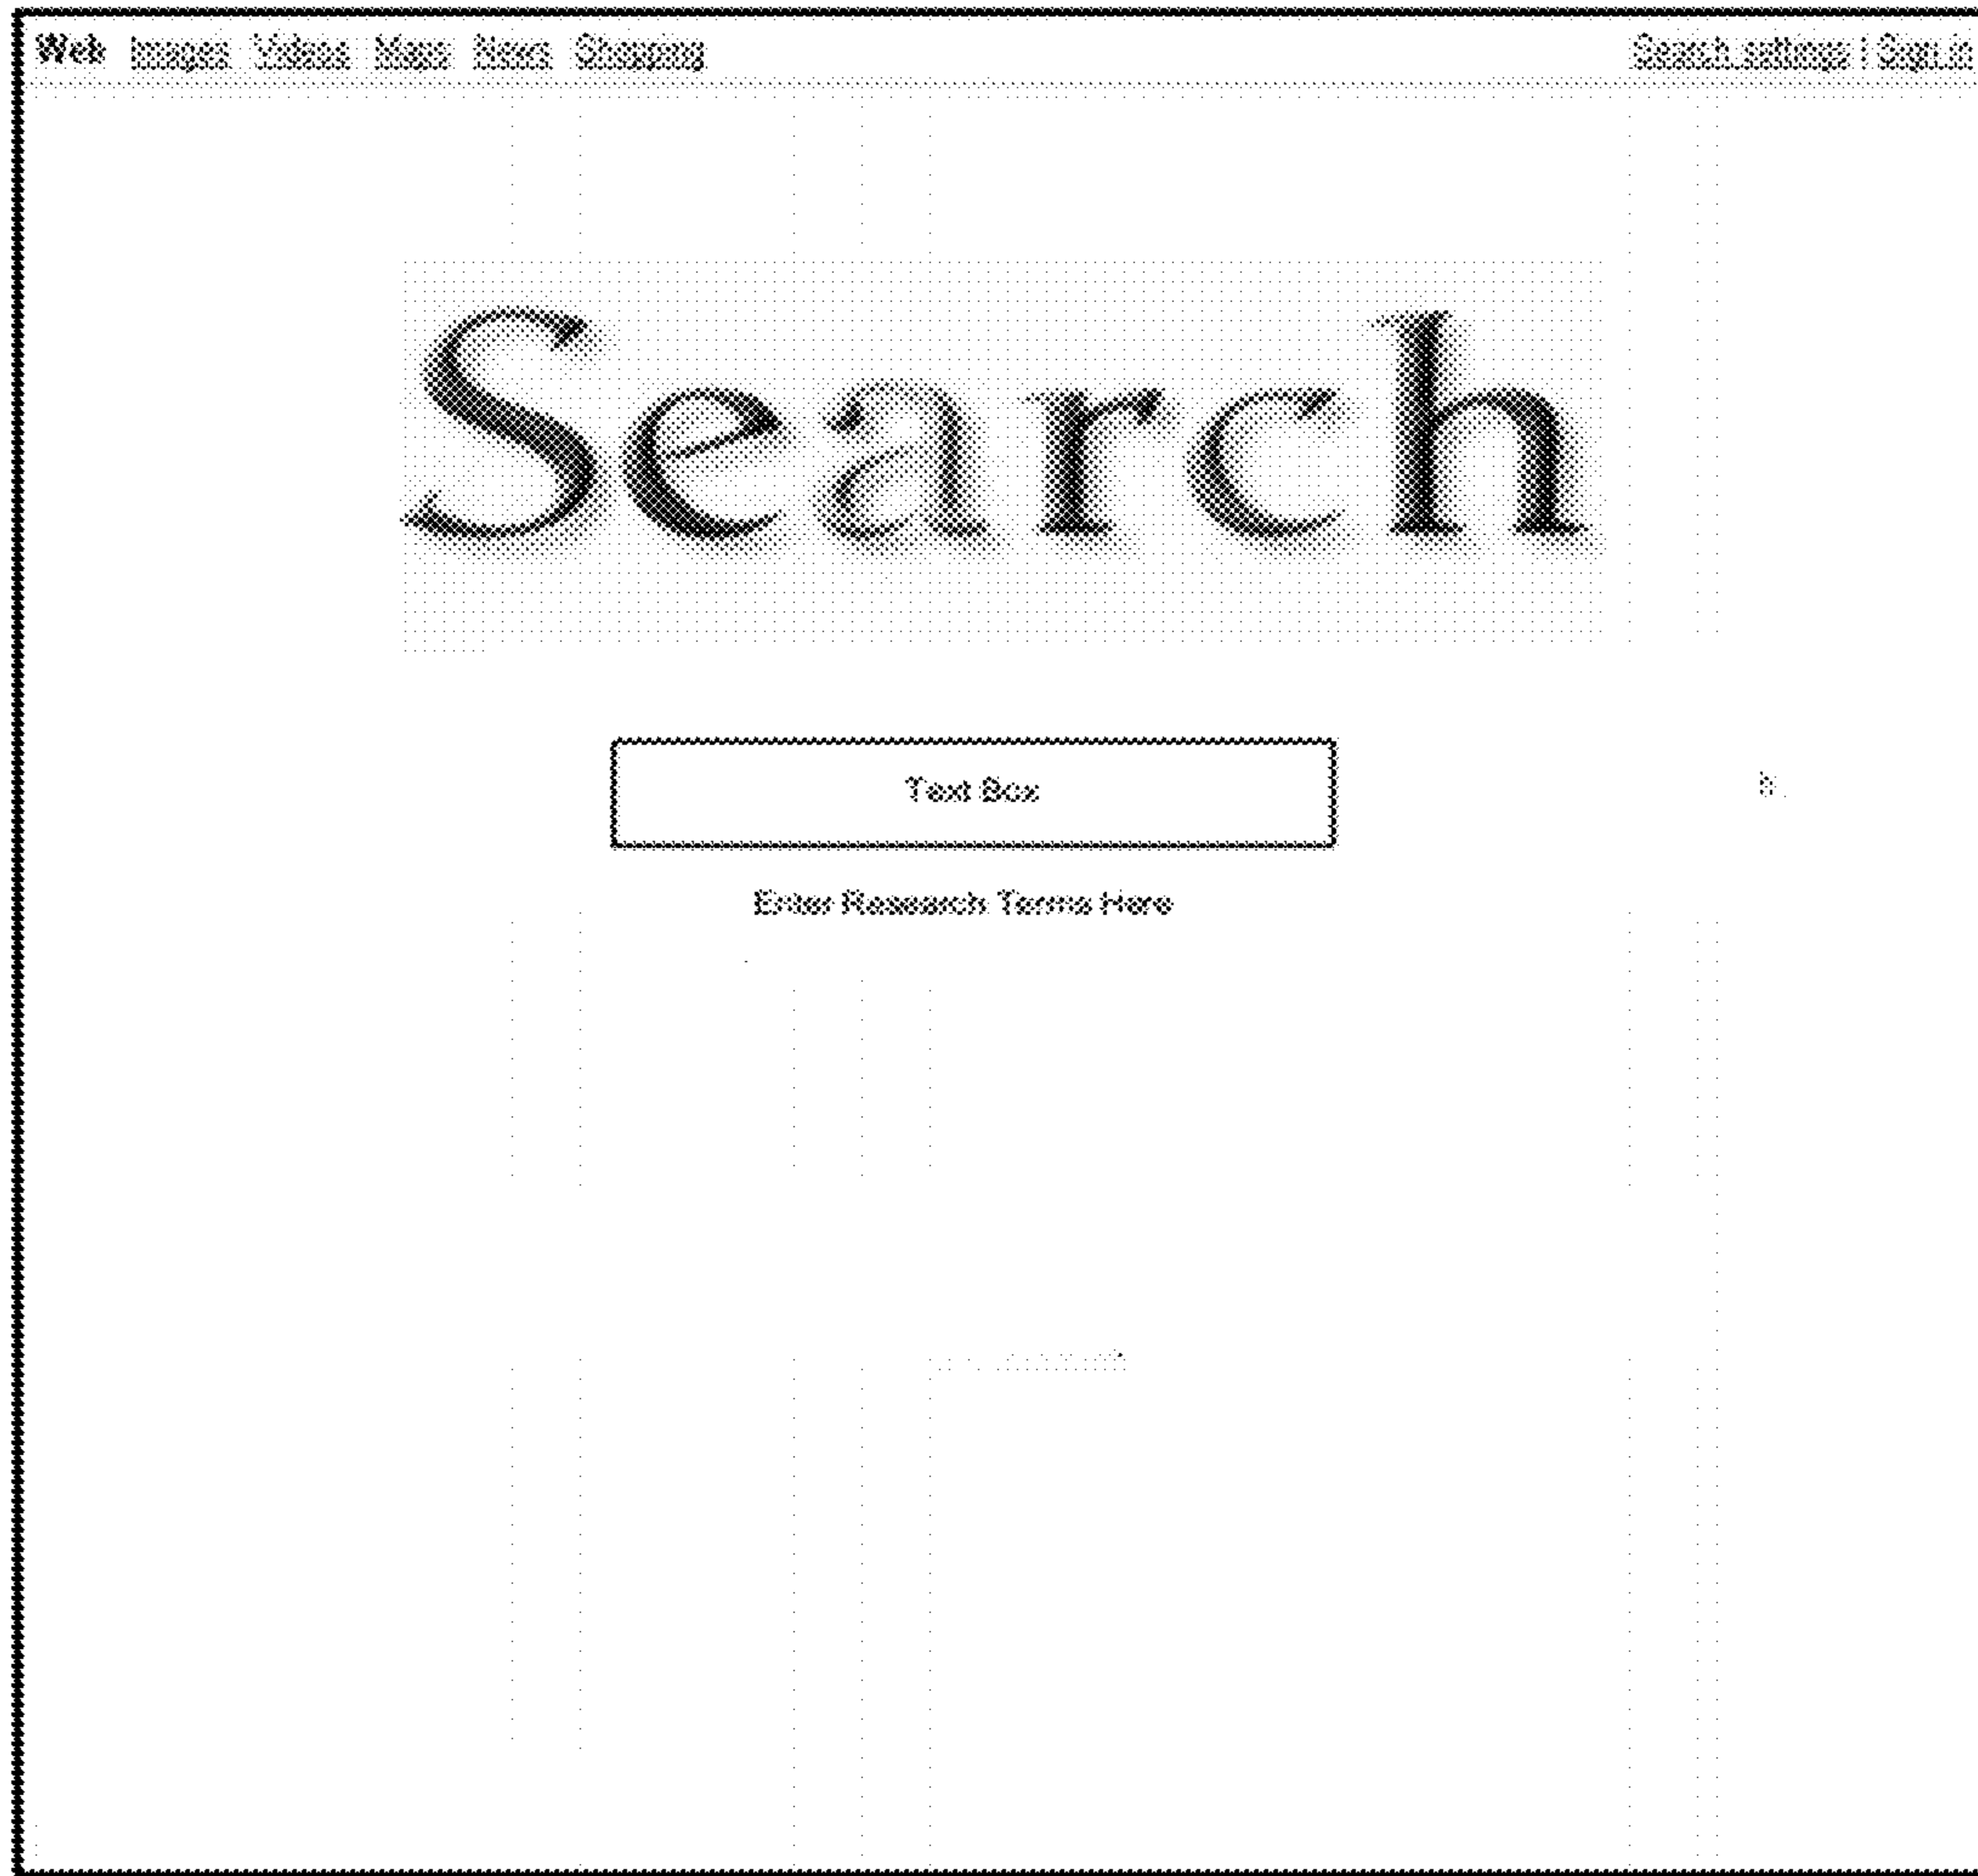 Web Images Videos Maps News Shopping Search settings | Sign in
Search
Text Box
Enter Research Terms Here